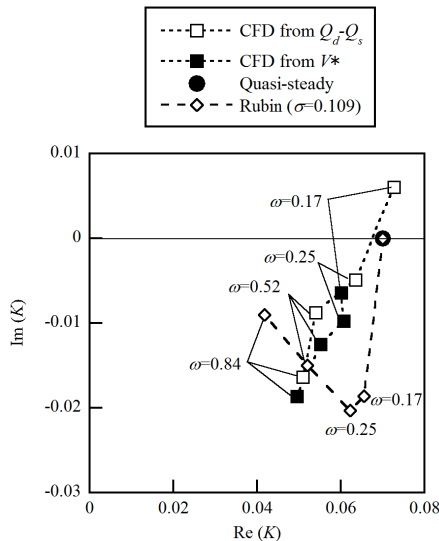 CFD from Q_d-Q_s
CFD from V*
Quasi-steady
Rubin (σ=0.109)
0.01
0
-0.01
-0.02
-0.03
Im (K)
ω=0.17
ω=0.25
ω=0.52
ω=0.84
ω=0.17
ω=0.25
0 0.02 0.04 0.06 0.08
Re (K)